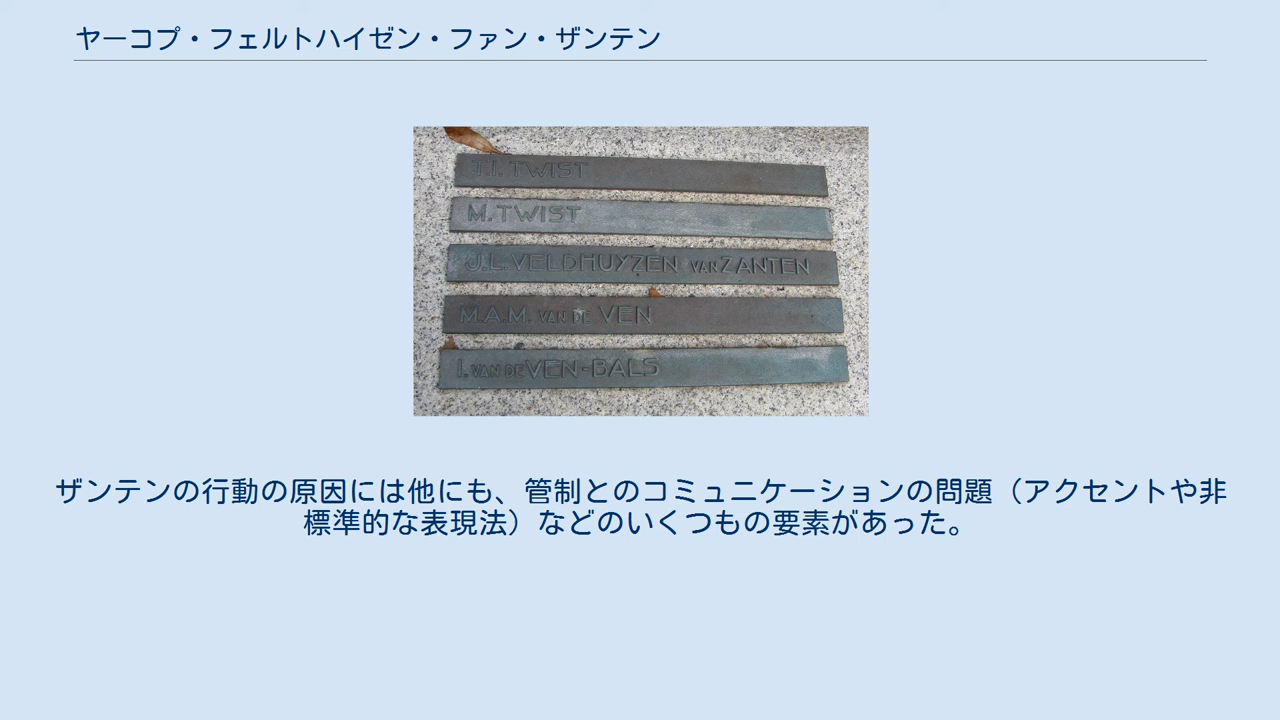 ヤーコプ・フェルトハイゼン・ファン・ザンテン
T.I. TWIST
M. TWIST
J.L. VELDHUYZEN VAN ZANTEN
M.A.M. VAN DE VEN
I. VAN DE VEN-BALS
ザンテンの行動の原因には他にも、管制とのコミュニケーションの問題（アクセントや非
標準的な表現法）などのいくつもの要素があった。